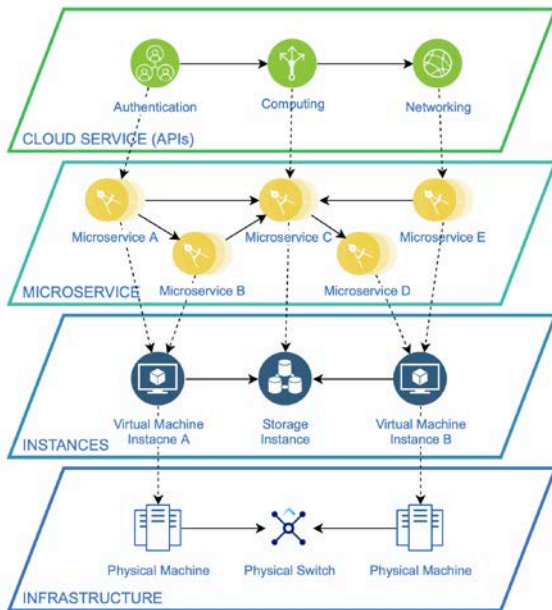 Authentication
Computing
Networking
CLOUD SERVICE (APIs)
Microservice A
Microservice C
Microservice E
Microservice B
Microservice D
MICROSERVICE
Virtual Machine
Instacne A
Storage
Instance
Virtual Machine
Instance B
INSTANCES
Physical Machine
Physical Switch
Physical Machine
INFRASTRUCTURE